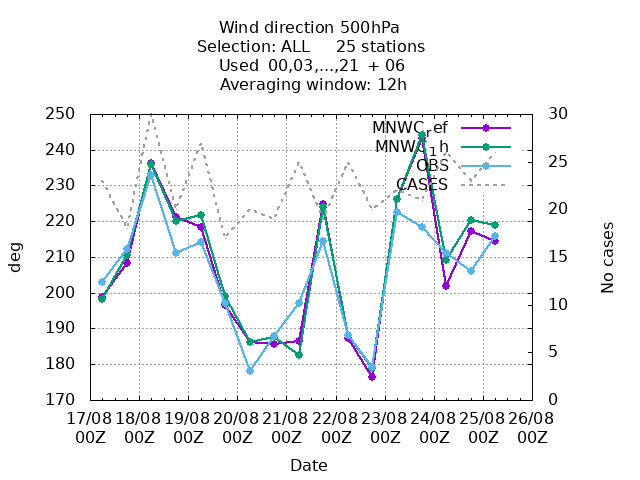 Wind direction 500hPa
Selection: ALL 25 stations
Used 00,03,...,21 + 06
Averaging window: 12h
250
240
230
220
210
200
190
180
170
30
25
20
15
10
5
0
MNWC_ref
MNWC_1h
OBS
CASES
deg
No cases
17/08 18/08 19/08 20/08 21/08 22/08 23/08 24/08 25/08 26/08
00Z 00Z 00Z 00Z 00Z 00Z 00Z 00Z 00Z 00Z
Date